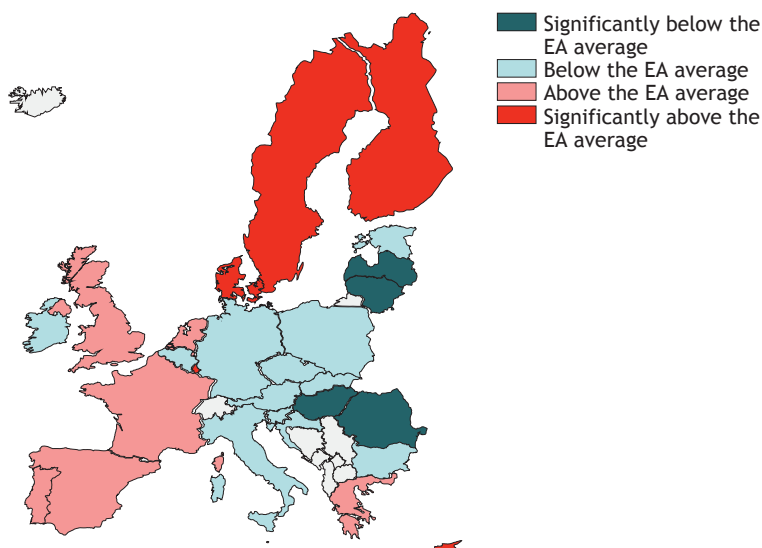 Significantly below the
EA average
Below the EA average
Above the EA average
Significantly above the
EA average